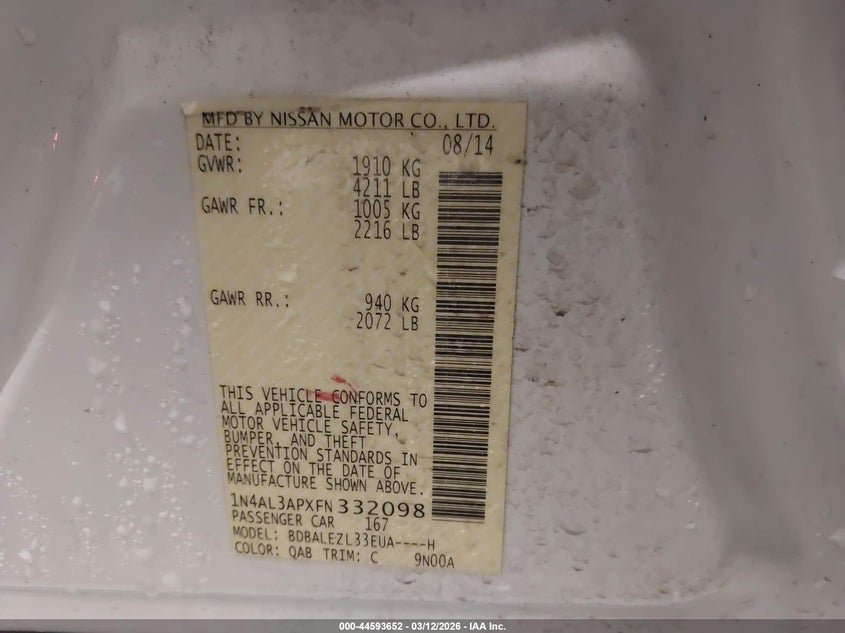 MFD BY NISSAN MOTOR CO., LTD.
DATE: 08/14
GVWR: 1910 KG
4211 LB
GAWR FR.: 1005 KG
2216 LB
GAWR RR.: 940 KG
2072 LB
THIS VEHICLE CONFORMS TO
ALL APPLICABLE FEDERAL
MOTOR VEHICLE SAFETY,
BUMPER, AND THEFT
PREVENTION STANDARDS IN
EFFECT ON THE DATE OF
MANUFACTURE SHOWN ABOVE.
1N4AL3APXFN 332098
PASSENGER CAR 167
MODEL: BDBALEZL33EUA----H
COLOR: QAB TRIM: C 9N00A
000-44593652 - 03/12/2026 - IAA Inc.